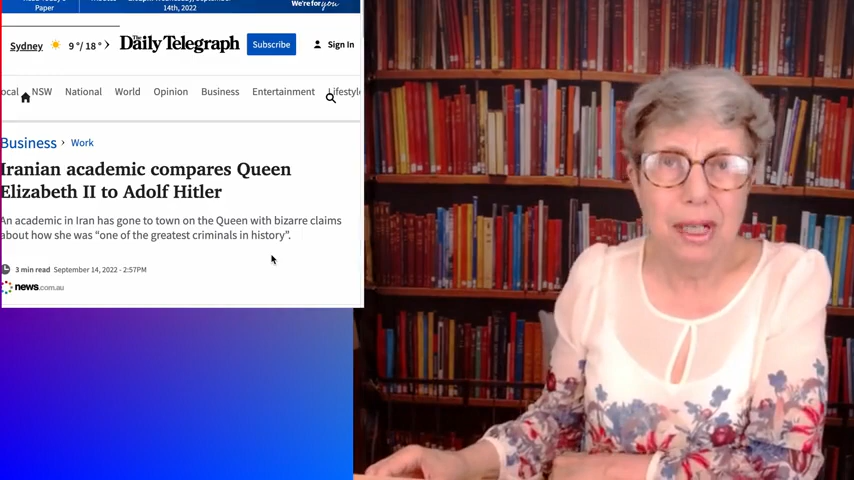 Paper
14th, 2022
We're for you
Sydney
9°/18°
The Daily Telegraph
Subscribe
Sign In
ocal
NSW
National
World
Opinion
Business
Entertainment
Lifestyle
Business › Work
Iranian academic compares Queen
Elizabeth II to Adolf Hitler
An academic in Iran has gone to town on the Queen with bizarre claims
about how she was “one of the greatest criminals in history”.
3 min read September 14, 2022 - 2:57PM
news.com.au